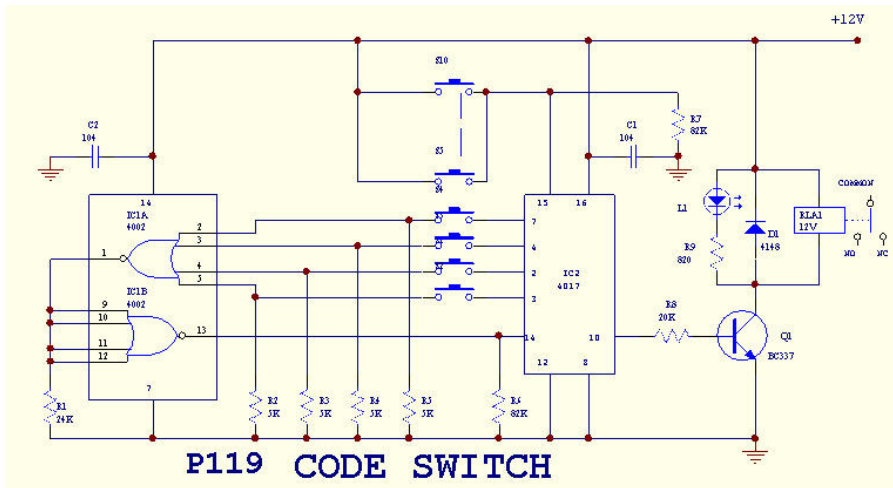 +12V
S10
C2
104
C1
104
R7
82K
S5
S4
14
IC1A
4002
2
3
1
4
5
IC1B
4002
9
10
13
11
12
7
15
16
7
4
2
3
IC2
4017
14
10
12
8
COMMON
L1
RLA1
12V
D1
4148
NO
NC
R9
820
R8
20K
Q1
BC337
R1
24K
R2
5K
R3
5K
R4
5K
R5
5K
R6
82K
P119 CODE SWITCH